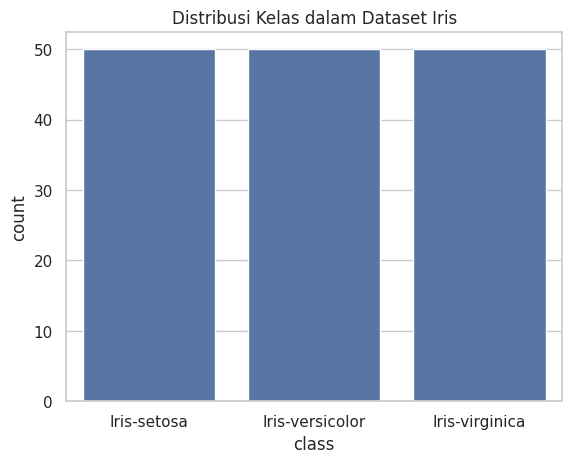 Distribusi Kelas dalam Dataset Iris
50
40
30
20
10
0
count
Iris-setosa
Iris-versicolor
Iris-virginica
class